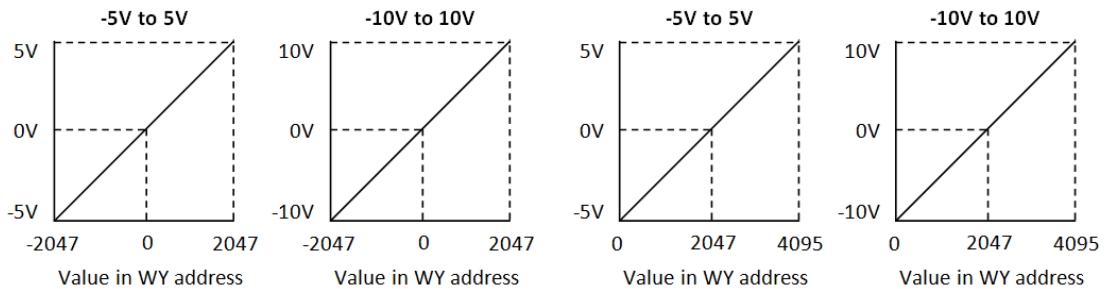 -5V to 5V
5V
0V
-5V
-2047 0 2047
Value in WY address
-10V to 10V
10V
0V
-10V
-2047 0 2047
Value in WY address
-5V to 5V
5V
0V
-5V
0 2047 4095
Value in WY address
-10V to 10V
10V
0V
-10V
0 2047 4095
Value in WY address